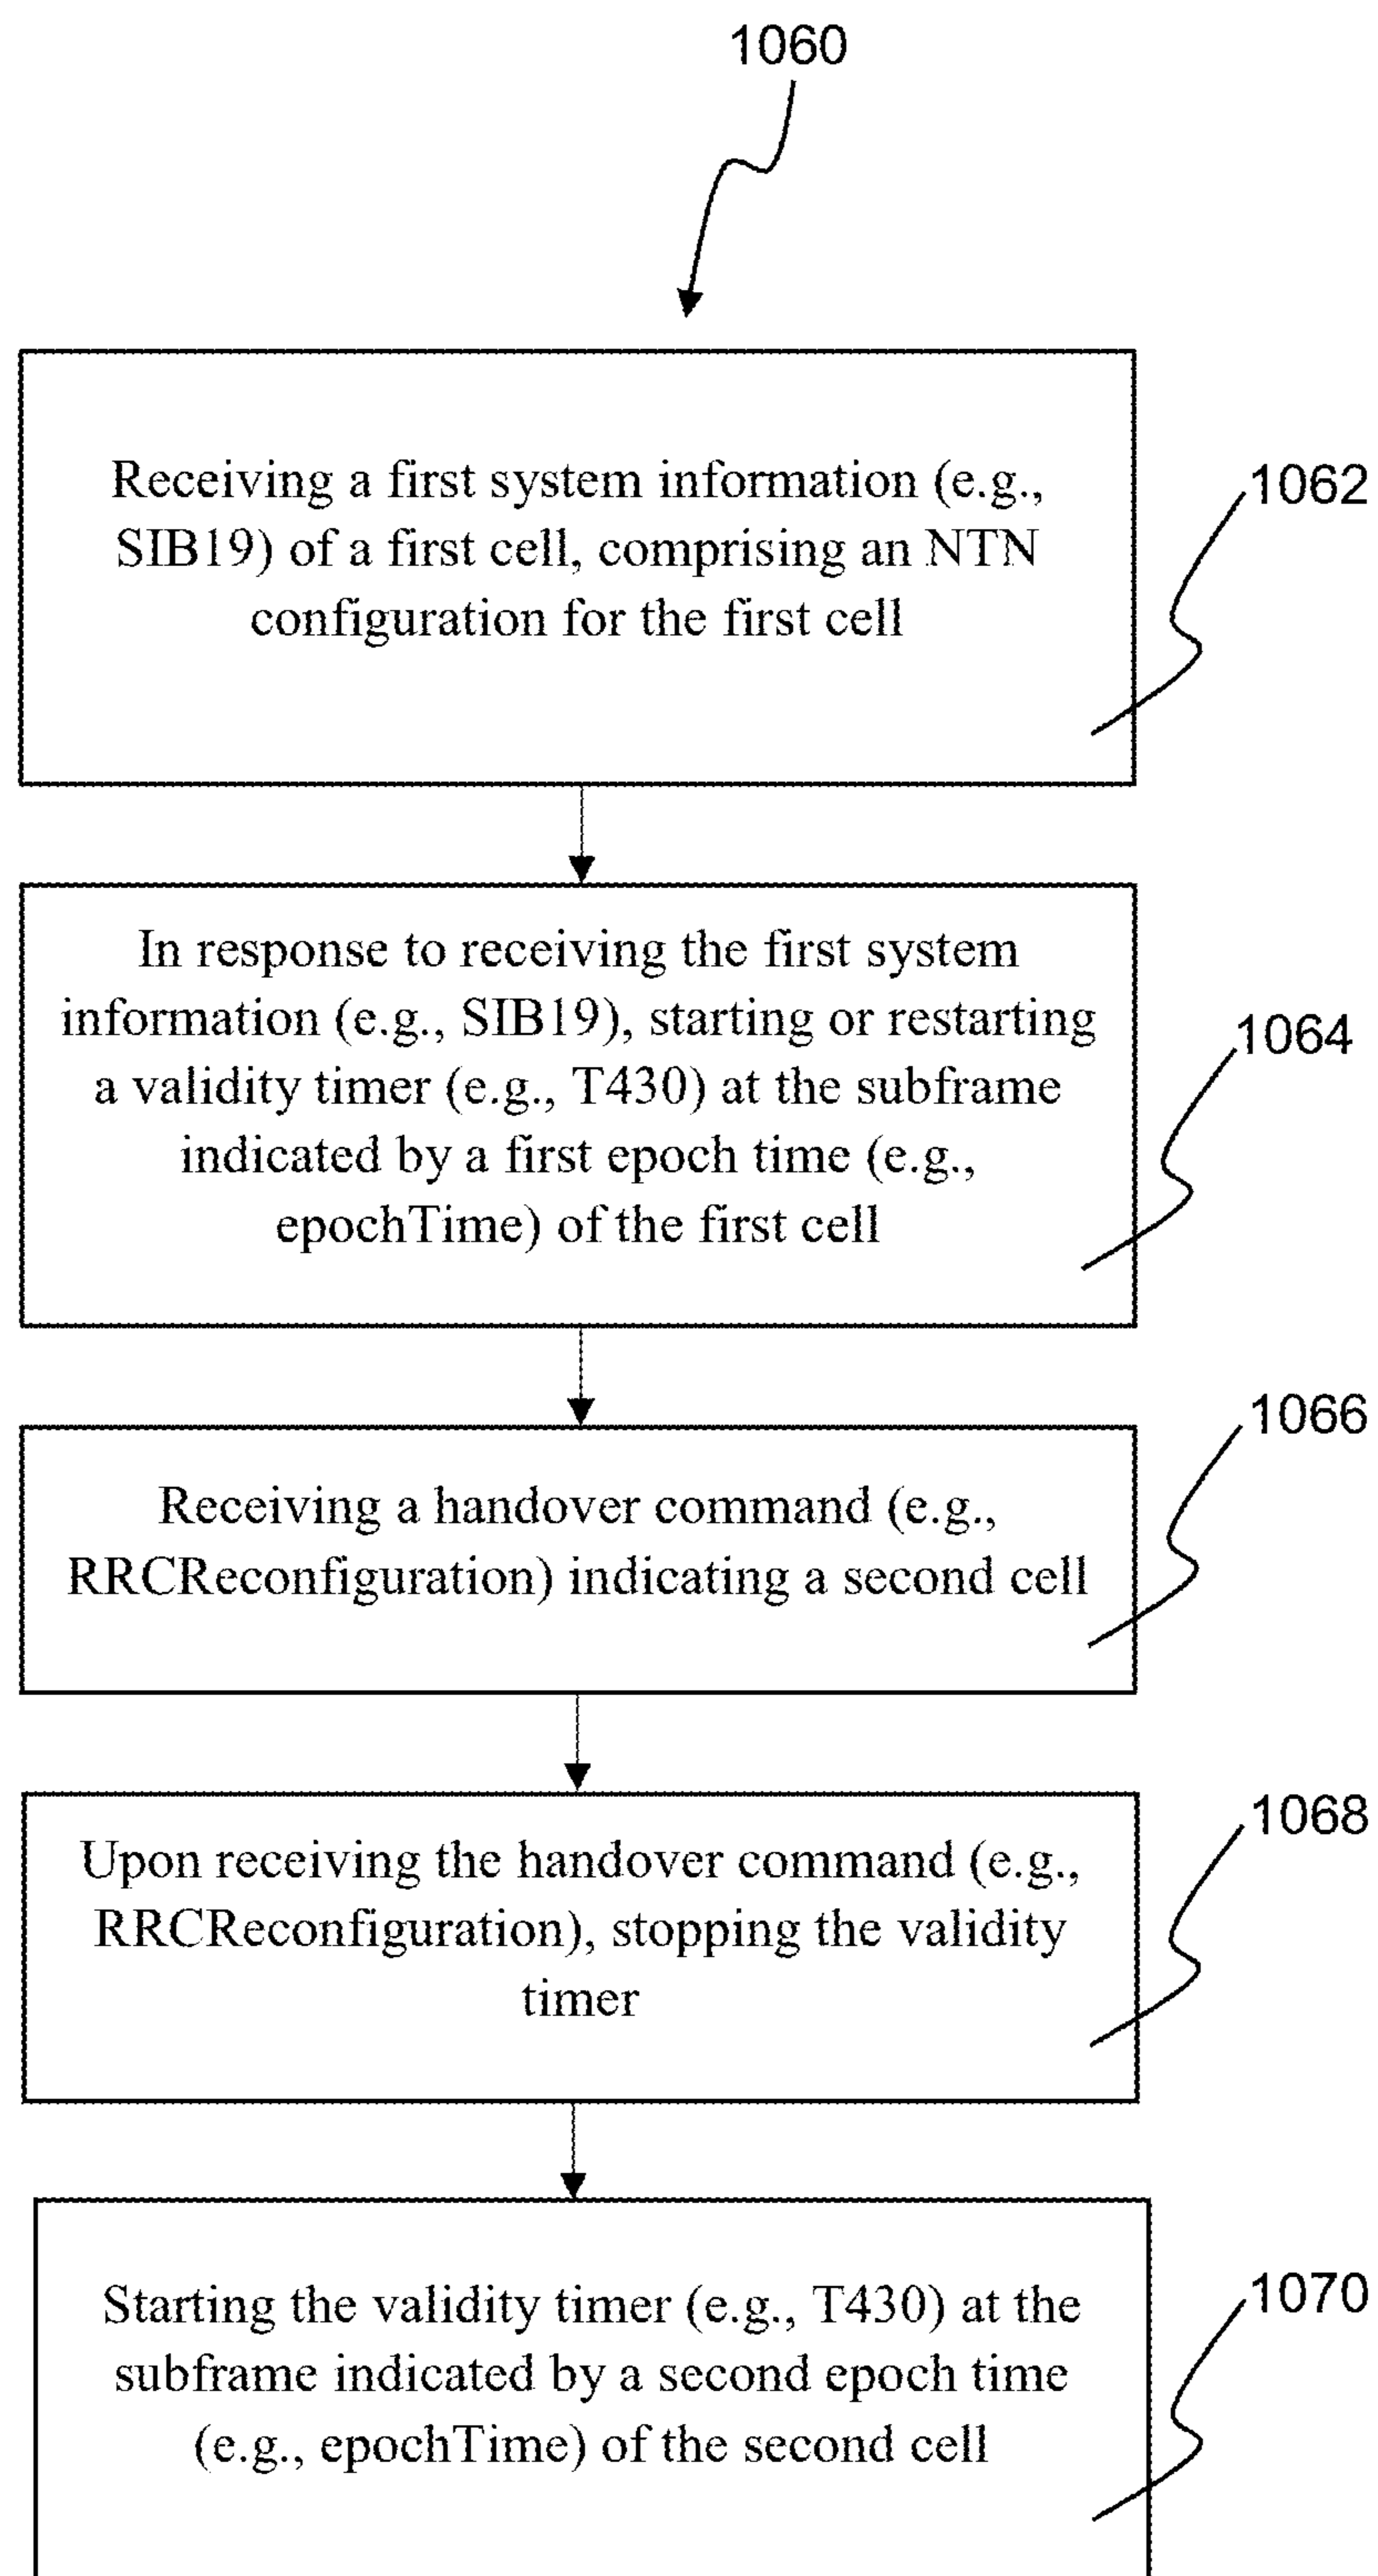 1060
Receiving a first system information (e.g.,
SIB19) of a first cell, comprising an NTN
configuration for the first cell
1062
In response to receiving the first system
information (e.g., SIB19), starting or restarting
a validity timer (e.g., T430) at the subframe
indicated by a first epoch time (e.g.,
epochTime) of the first cell
1064
Receiving a handover command (e.g.,
RRCReconfiguration) indicating a second cell
1066
Upon receiving the handover command (e.g.,
RRCReconfiguration), stopping the validity
timer
1068
Starting the validity timer (e.g., T430) at the
subframe indicated by a second epoch time
(e.g., epochTime) of the second cell
1070